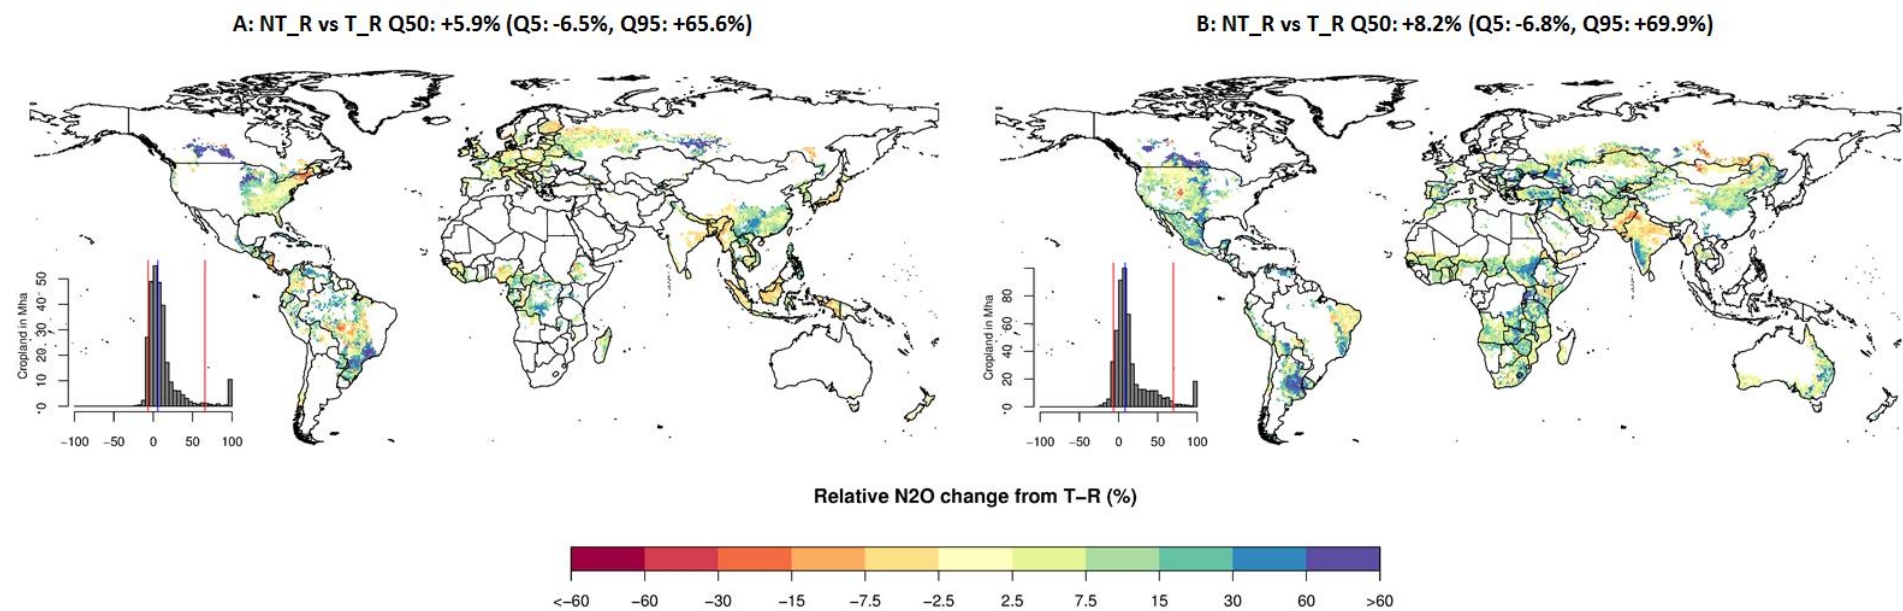 A: NT_R vs T_R Q50: +5.9% (Q5: -6.5%, Q95: +65.6%)
B: NT_R vs T_R Q50: +8.2% (Q5: -6.8%, Q95: +69.9%)
Cropland in Mha
0 10 20 30 40 50
−100 −50 0 50 100
Cropland in Mha
0 20 40 60 80
−100 −50 0 50 100
Relative N2O change from T−R (%)
<−60 −60 −30 −15 −7.5 −2.5 2.5 7.5 15 30 60 >60